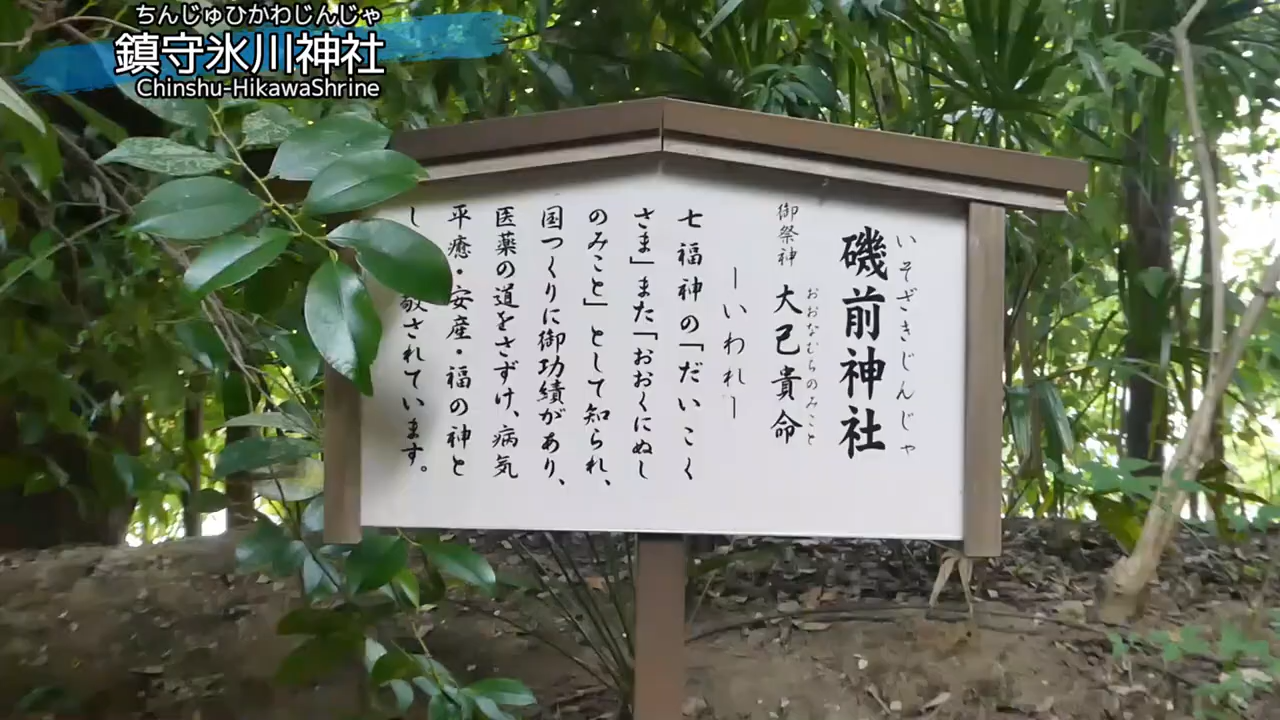 ちんじゅひかわじんじゃ
鎮守氷川神社
Chinshu-HikawaShrine
いそざきじんじゃ
磯前神社
おおなむちのみこと
御祭神 大己貴命
―いわれ―
七福神の「だいこく
さま」また「おおくにぬし
のみこと」として知られ、
国つくりに御功績があり、
医薬の道をさずけ、病気
平癒・安産・福の神と
し 敬されています。